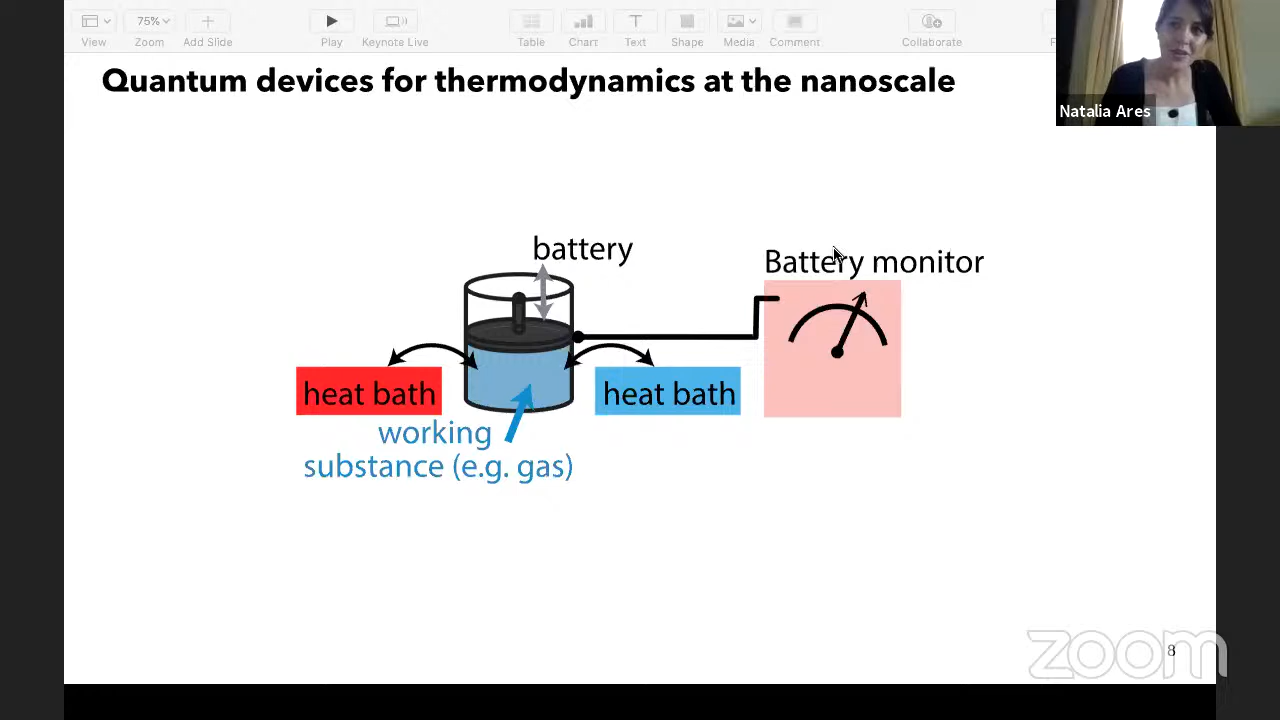 75%
View
Zoom
Add Slide
Play
Keynote Live
Table
Chart
Text
Shape
Media
Comment
Collaborate
Quantum devices for thermodynamics at the nanoscale
Natalia Ares
battery
Battery monitor
heat bath
heat bath
working
substance (e.g. gas)
zoom
8